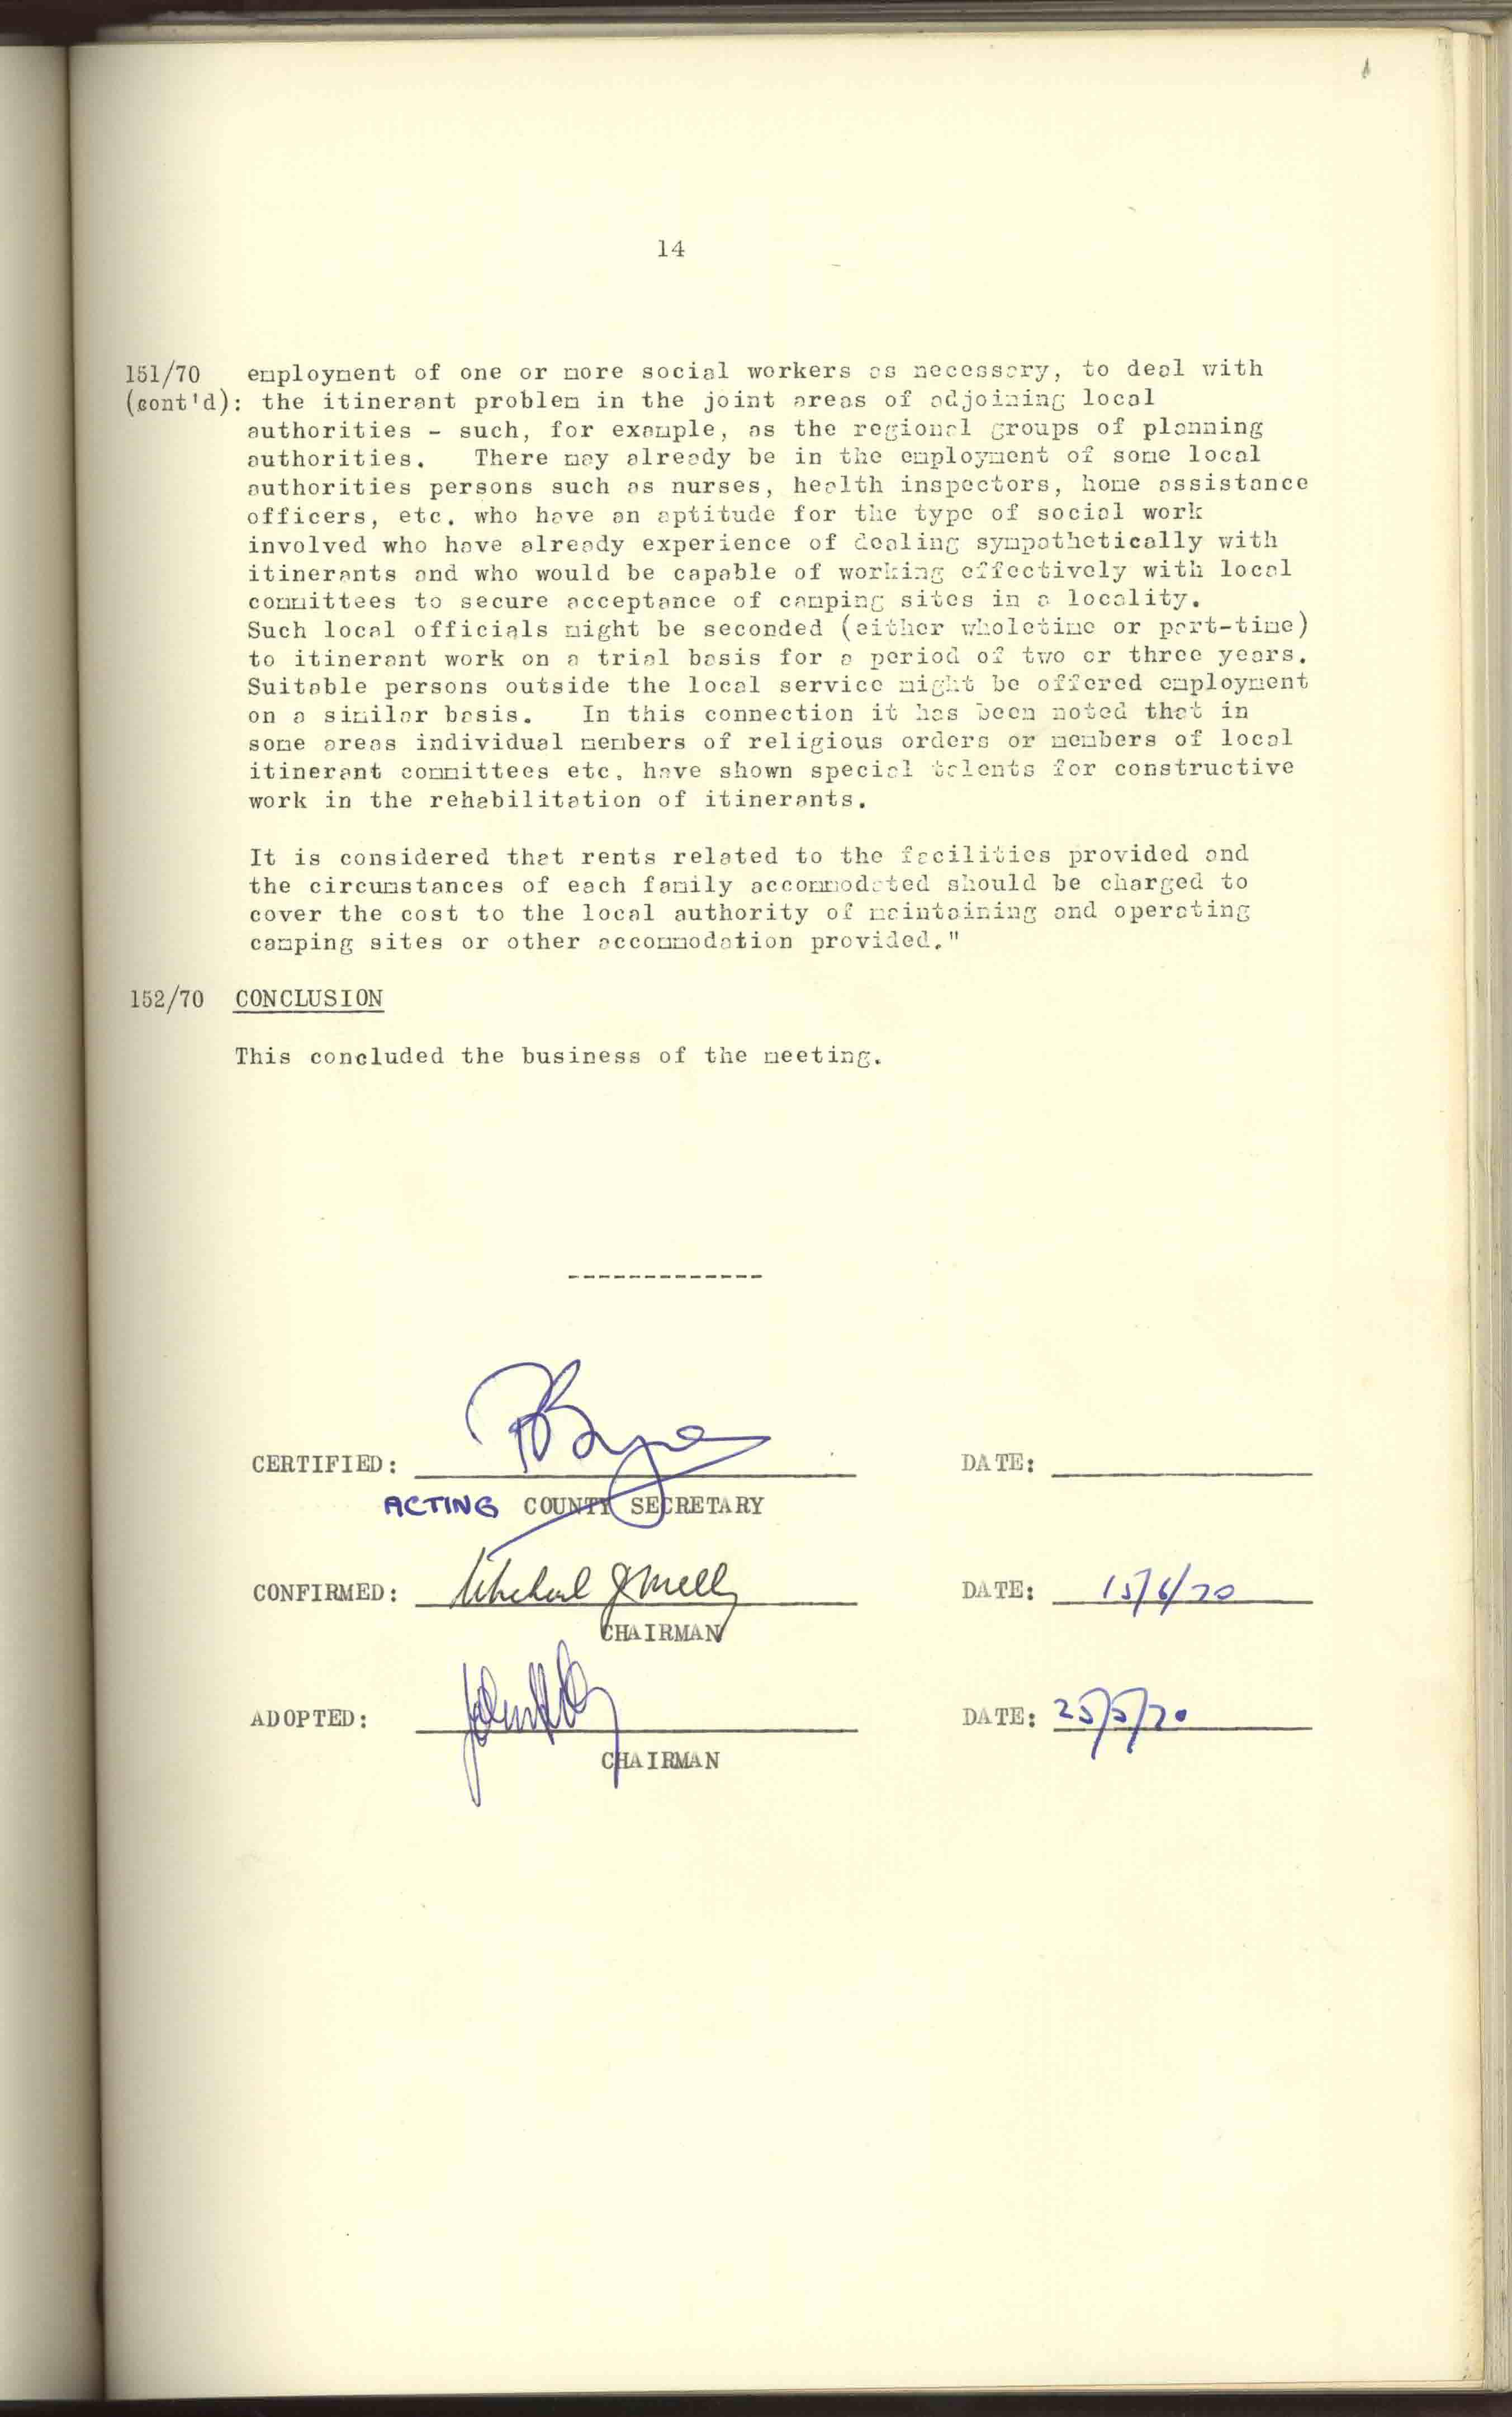 14
151/70 employment of one or more social workers as necessary, to deal with
(cont'd): the itinerant problem in the joint areas of adjoining local
authorities - such, for example, as the regional groups of planning
authorities. There may already be in the employment of some local
authorities persons such as nurses, health inspectors, home assistance
officers, etc. who have an aptitude for the type of social work
involved who have already experience of dealing sympathetically with
itinerants and who would be capable of working effectively with local
committees to secure acceptance of camping sites in a locality.
Such local officials might be seconded (either wholetime or part-time)
to itinerant work on a trial basis for a period of two or three years.
Suitable persons outside the local service might be offered employment
on a similar basis. In this connection it has been noted that in
some areas individual members of religious orders or members of local
itinerant committees etc. have shown special talents for constructive
work in the rehabilitation of itinerants.
It is considered that rents related to the facilities provided and
the circumstances of each family accommodated should be charged to
cover the cost to the local authority of maintaining and operating
camping sites or other accommodation provided."
152/70 CONCLUSION
This concluded the business of the meeting.
-------------
CERTIFIED: DATE:
ACTING COUNTY SECRETARY
CONFIRMED: DATE: 15/6/70
CHAIRMAN
ADOPTED: DATE: 25/5/70
CHAIRMAN